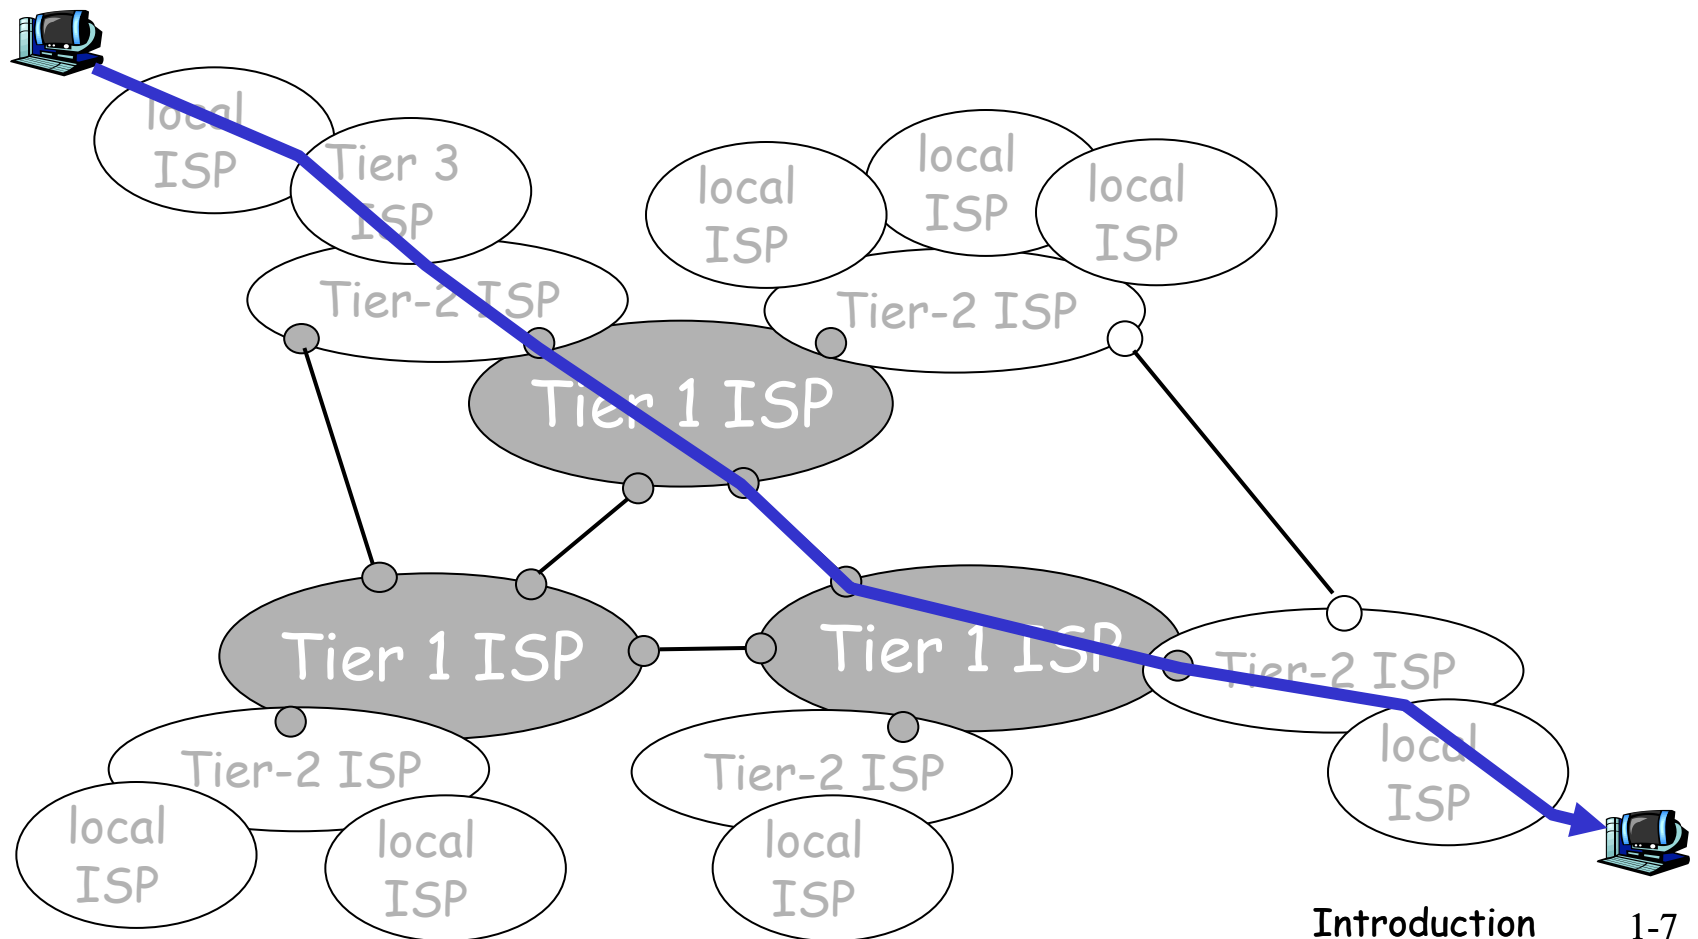 local
ISP
Tier 3
ISP
local
ISP
local
ISP
local
ISP
Tier-2 ISP
Tier-2 ISP
Tier 1 ISP
Tier 1 ISP
Tier 1 ISP
Tier-2 ISP
Tier-2 ISP
Tier-2 ISP
local
ISP
local
ISP
local
ISP
local
ISP
Introduction 1-7